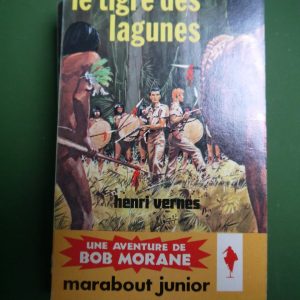 le tigre des
lagunes
henri vernes
UNE AVENTURE DE
BOB MORANE
marabout junior